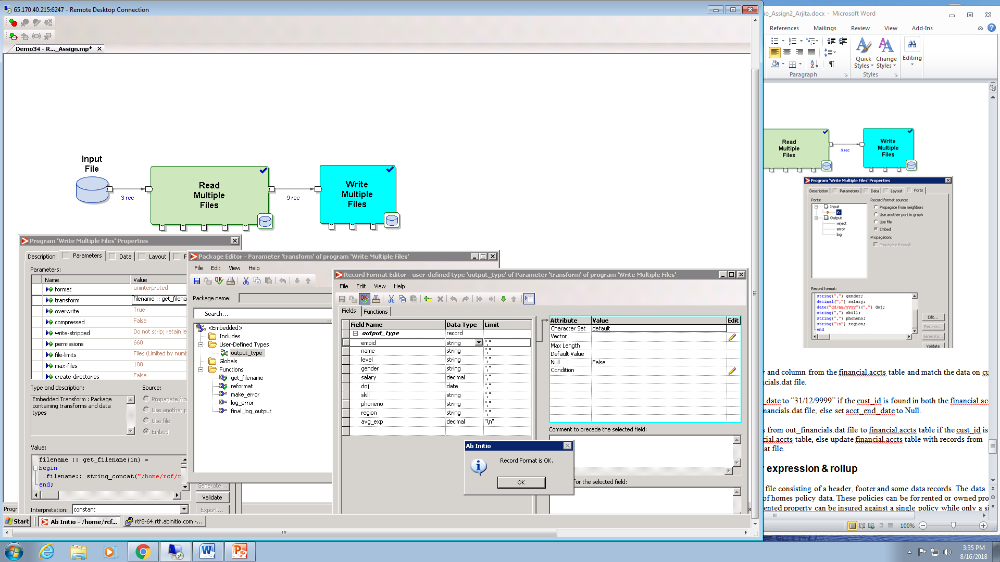 65.170.40.215:6247 - Remote Desktop Connection
Demo34 - R..._Assign.mp*
Input
File
3 rec
Read
Multiple
Files
9 rec
Write
Multiple
Files
Program 'Write Multiple Files' Properties
Description
Parameters
Data
Layout
Parameters:
Name
Value
format
uninterpreted
transform
filename :: get_filena
overwrite
True
compressed
False
write-stripped
Do not strip; retain le
permissions
660
file-limits
Files (Limited by numb
max-files
100
create-directories
False
Type and description:
Source:
Embedded Transform : Package
containing transforms and data
types
Propagate fro
Use another p
Use file
Embed
Value:
filename :: get_filename(in) =
begin
filename:: string_concat("/home/rcf/r
end;
Interpretation:
constant
Generate...
Validate
Export...
Package Editor - Parameter 'transform' of program 'Write Multiple Files'
File Edit View Help
OK
Package name:
Search...
<Embedded>
Includes
User-Defined Types
output_type
Globals
Functions
get_filename
reformat
make_error
log_error
final_log_output
Record Format Editor - user-defined type 'output_type' of Parameter 'transform' of program 'Write Multiple Files'
File Edit View Help
OK
Fields
Functions
Field Name Data Type Limit
output_type record
empid string ","
name string ","
level string ","
gender string ","
salary decimal ","
doj date ","
skill string ","
phoneno string ","
region string ","
avg_exp decimal "\n"
Attribute Value Edit
Character Set default
Vector
Max Length
Default Value
Null False
Condition
Comment to precede the selected field:
for the selected field:
Ab Initio
Record Format is OK.
OK
Progr
Start
Ab Initio - /home/rcf...
rtf8-64.rtf.abinitio.com -...
io_Assign2_Arjita.docx - Microsoft Word
References Mailings Review View Add-Ins
Quick
Styles
Change
Styles
Editing
Paragraph
Styles
Read
Multiple
Files
9 rec
Write
Multiple
Files
Program 'Write Multiple Files' Properties
Description Parameters Data Layout Ports
Ports:
Input
in
Output
reject
error
log
Record format source:
Propagate from neighbors
Use another port in graph
Use file
Embed
Propagation:
Propagate through
Record format:
string(",") gender;
decimal(",") salary;
date("dd/mm/yyyy")(",") doj;
string(",") skill;
string(",") phoneno;
string("\n") region;
end
Edit...
Resolve...
Generate...
Validate
y and column from the financial.accts table and match the data on cu
cials.dat file.
_date to “31/12/9999” if the cust_id is found in both the financial.ac
nancials.dat file, else set acct_end_date to Null.
s from out_financials.dat file to financial.accts table if the cust_id is
cial.accts table, else update financial.accts table with records from
at file.
y expression & rollup
file consisting of a header, footer and some data records. The data
of homes policy data. These policies can be for rented or owned pro
ented property can be insured against a single policy while only a si
100%
3:35 PM
8/16/2018